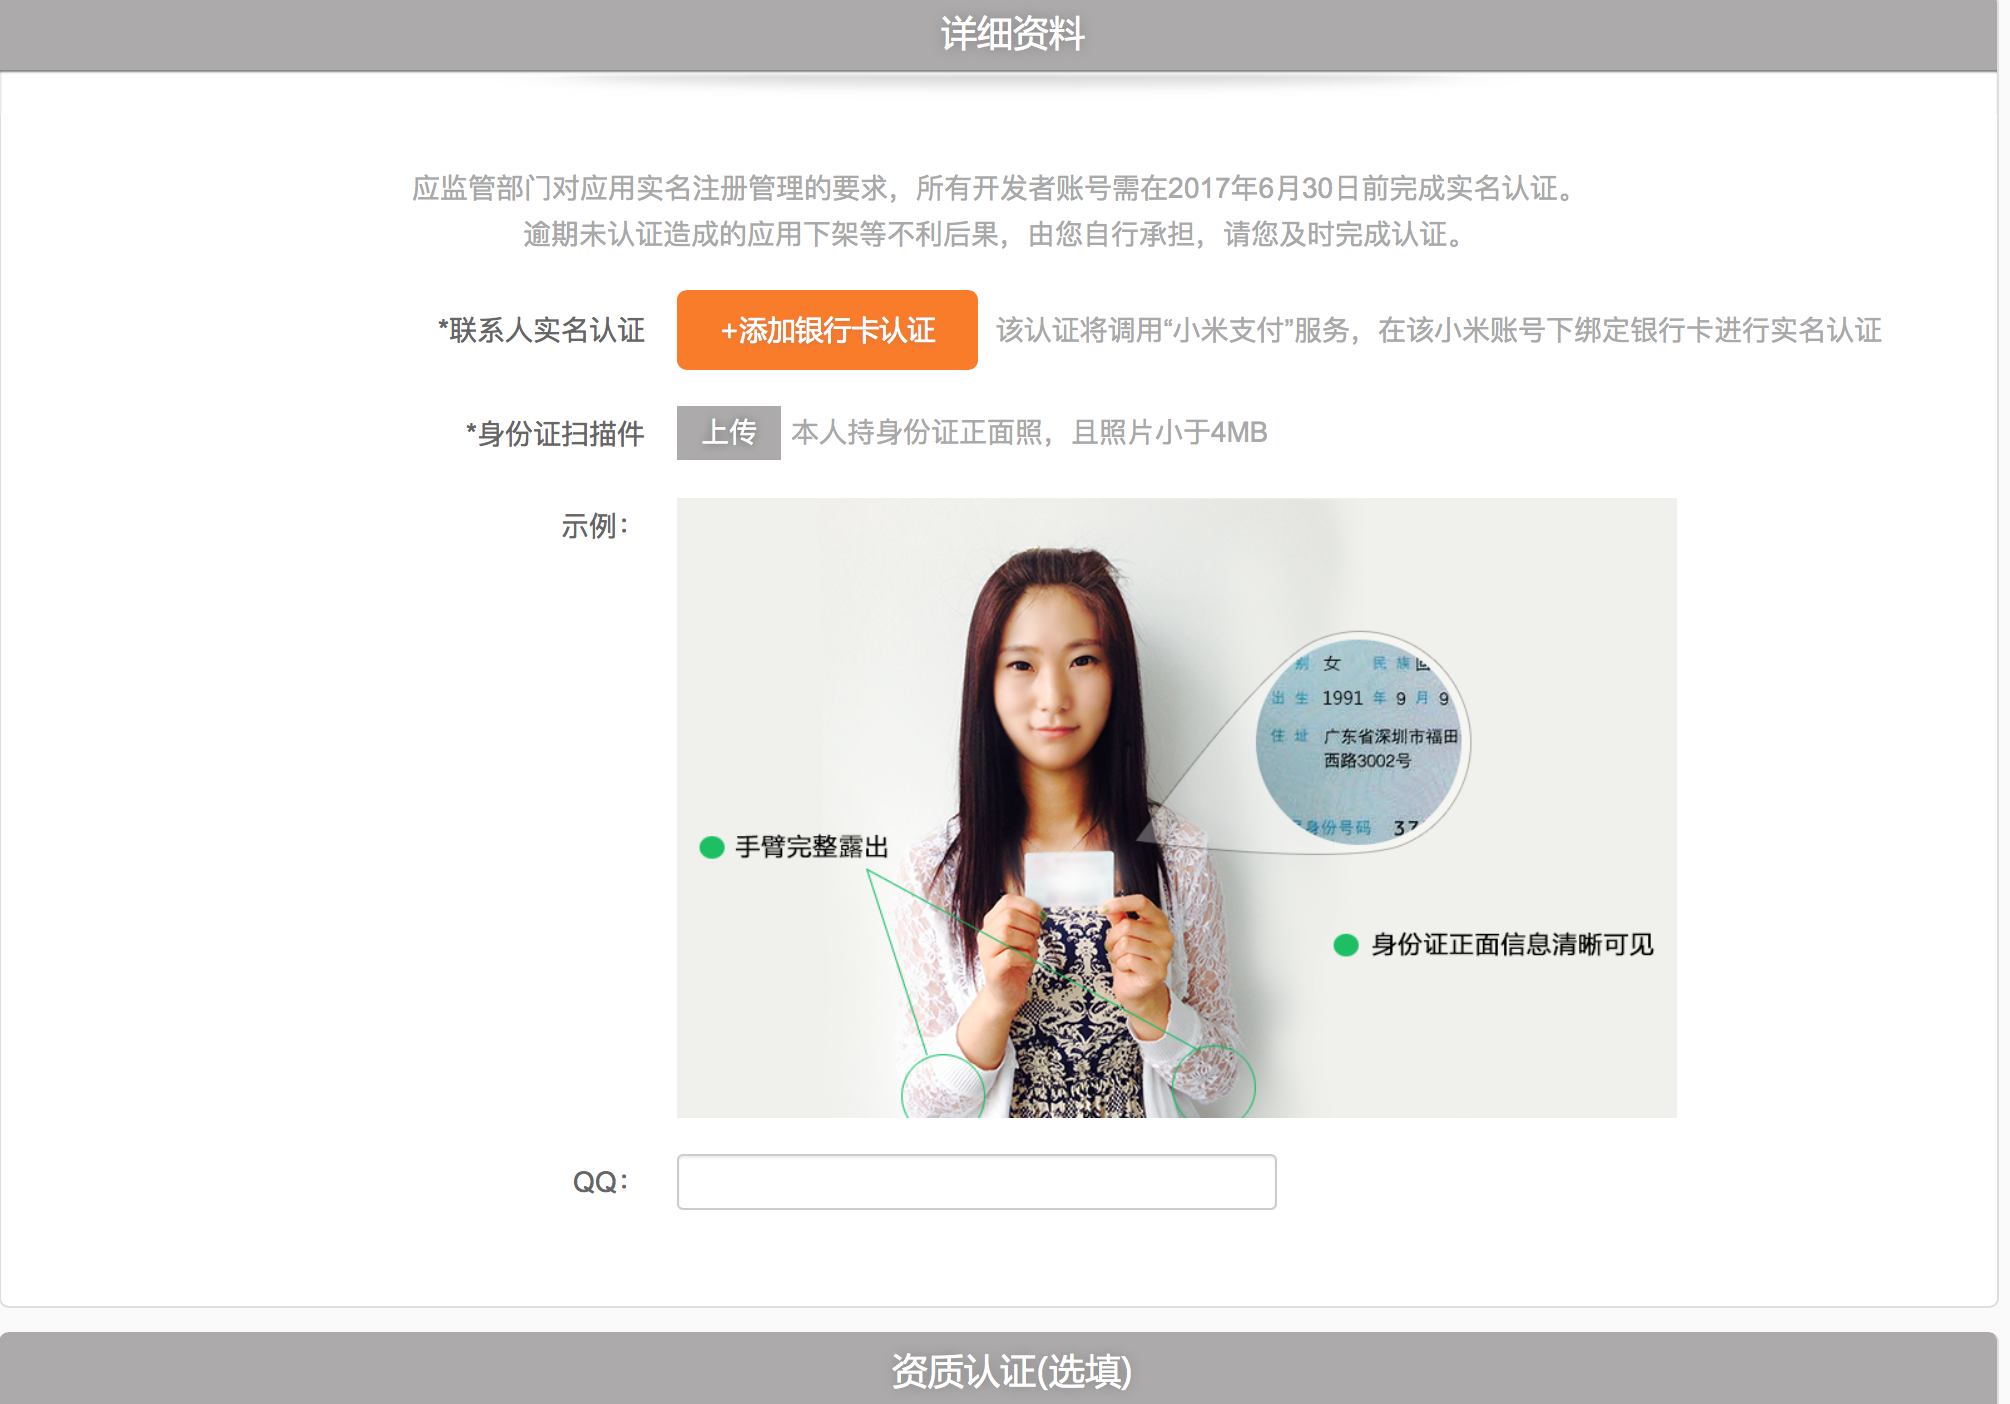 详细资料
应监管部门对应用实名注册管理的要求，所有开发者账号需在2017年6月30日前完成实名认证。
逾期未认证造成的应用下架等不利后果，由您自行承担，请您及时完成认证。
*联系人实名认证
+添加银行卡认证
该认证将调用“小米支付”服务，在该小米账号下绑定银行卡进行实名认证
*身份证扫描件
上传
本人持身份证正面照，且照片小于4MB
示例：
别 女 民族
出生 1991 年 9 月 9
住址 广东省深圳市福田
西路3002号
身份号码 37
手臂完整露出
身份证正面信息清晰可见
QQ：
资质认证(选填)